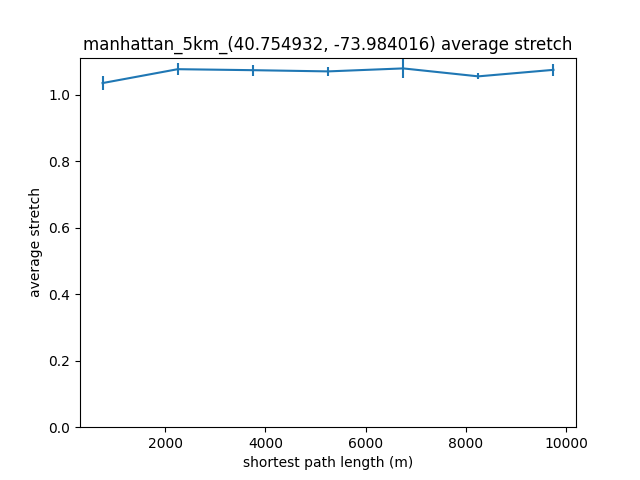 manhattan_5km_(40.754932, -73.984016) average stretch
1.0
0.8
0.6
0.4
0.2
0.0
average stretch
2000 4000 6000 8000 10000
shortest path length (m)